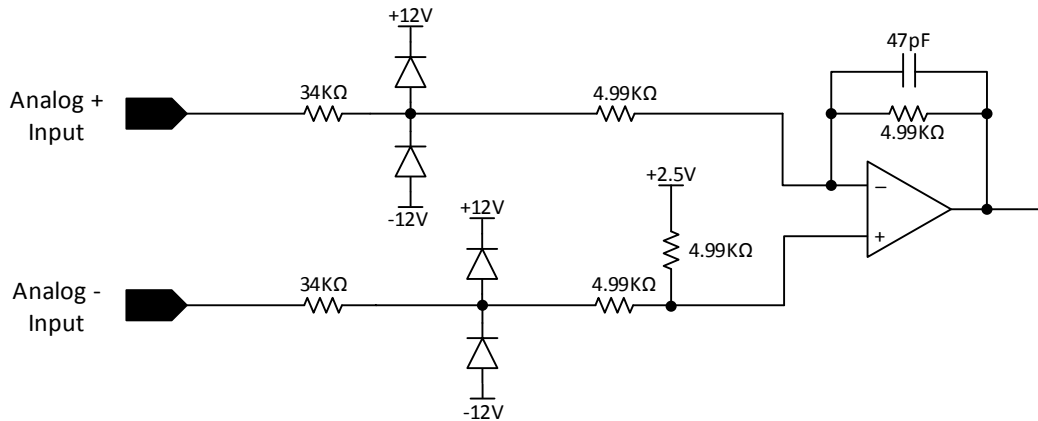 +12V
47pF
Analog +
Input
34KΩ
4.99KΩ
4.99KΩ
-12V
+12V
+2.5V
−
+
4.99KΩ
Analog -
Input
34KΩ
4.99KΩ
-12V